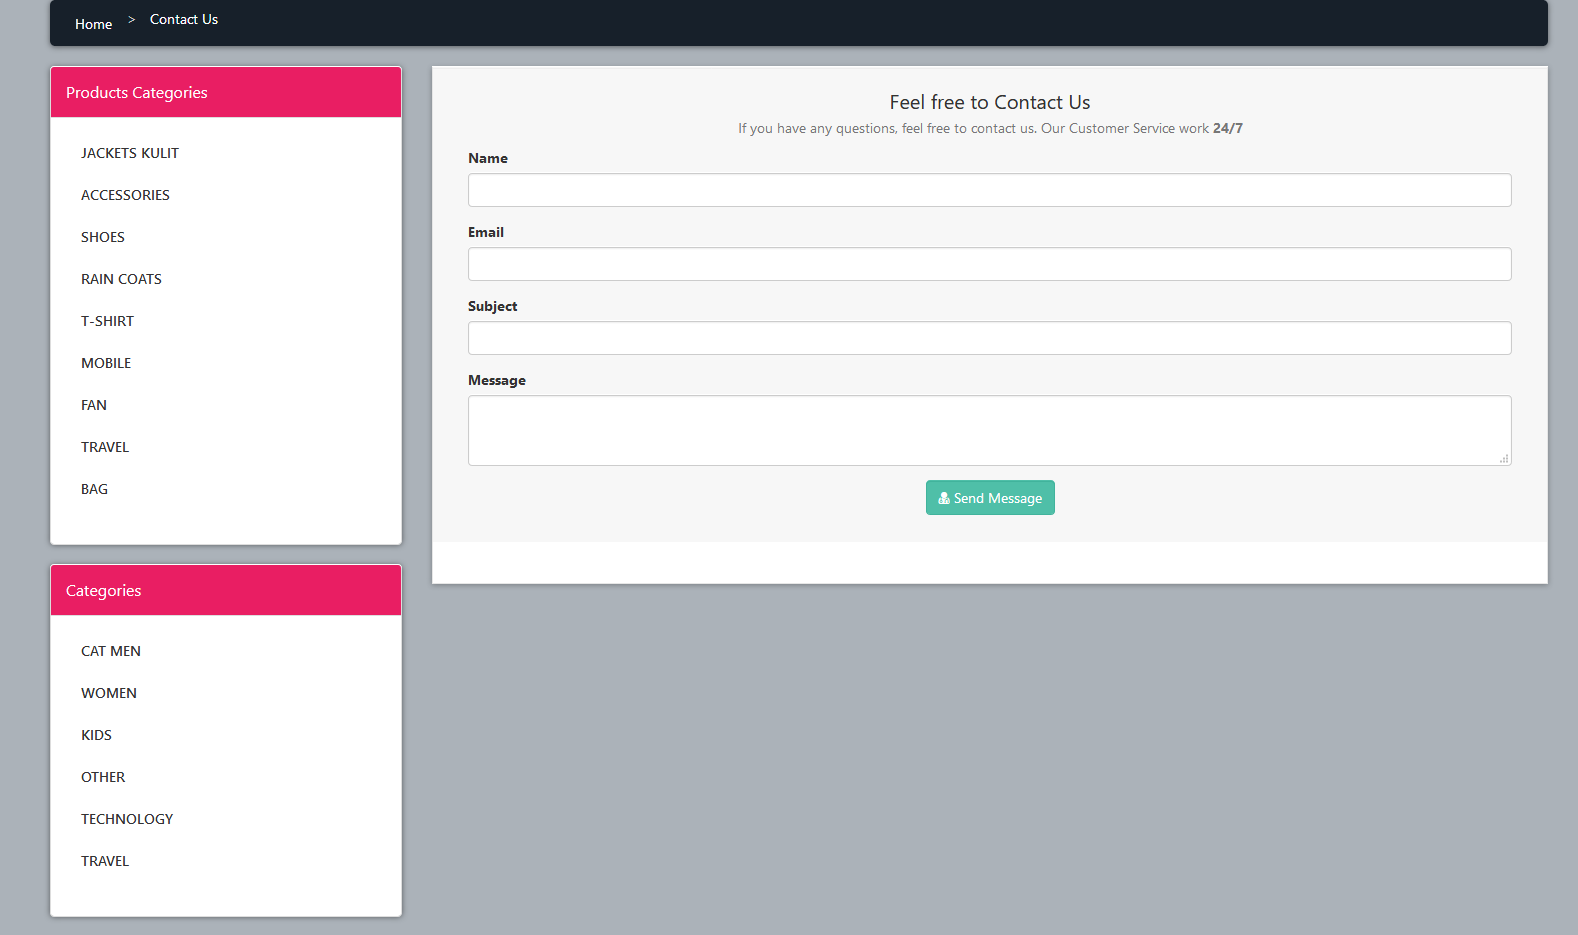 Home > Contact Us
Products Categories
JACKETS KULIT
ACCESSORIES
SHOES
RAIN COATS
T-SHIRT
MOBILE
FAN
TRAVEL
BAG
Categories
CAT MEN
WOMEN
KIDS
OTHER
TECHNOLOGY
TRAVEL
Feel free to Contact Us
If you have any questions, feel free to contact us. Our Customer Service work 24/7
Name
Email
Subject
Message
Send Message